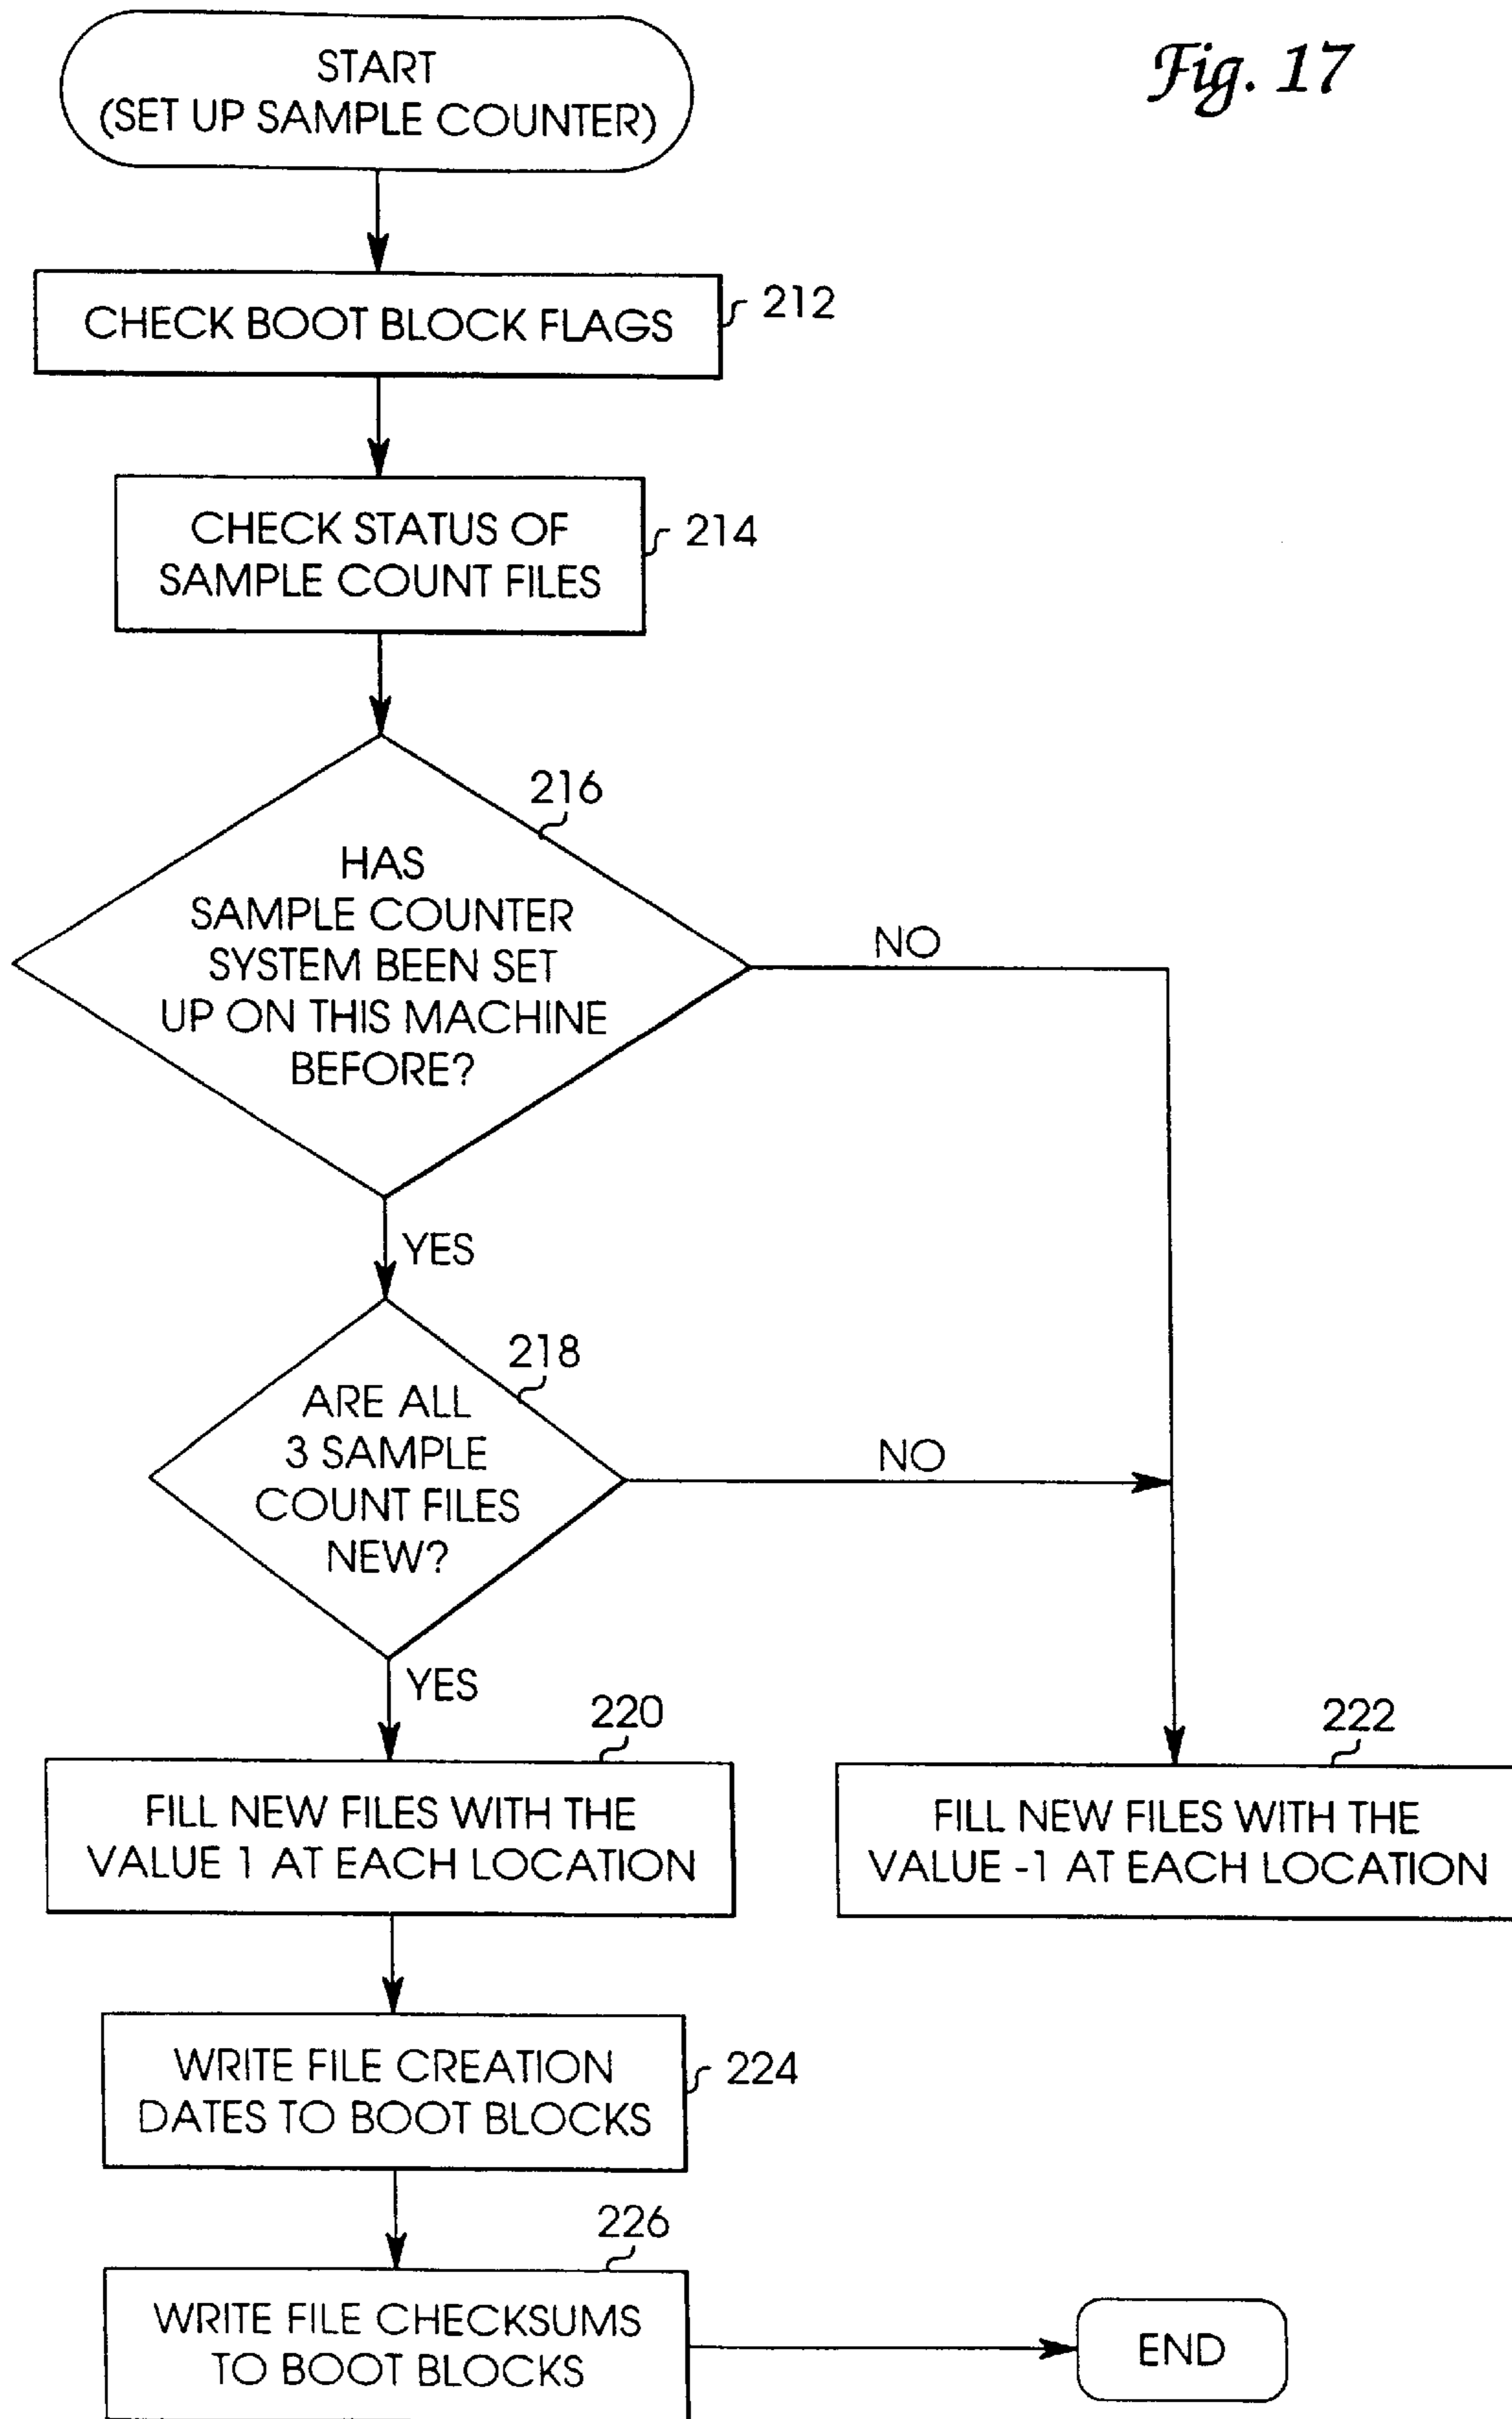 Fig. 17
START
(SET UP SAMPLE COUNTER)
CHECK BOOT BLOCK FLAGS
212
CHECK STATUS OF
SAMPLE COUNT FILES
214
216
HAS
SAMPLE COUNTER
SYSTEM BEEN SET
UP ON THIS MACHINE
BEFORE?
NO
YES
218
ARE ALL
3 SAMPLE
COUNT FILES
NEW?
NO
YES
220
FILL NEW FILES WITH THE
VALUE 1 AT EACH LOCATION
222
FILL NEW FILES WITH THE
VALUE -1 AT EACH LOCATION
WRITE FILE CREATION
DATES TO BOOT BLOCKS
224
226
WRITE FILE CHECKSUMS
TO BOOT BLOCKS
END